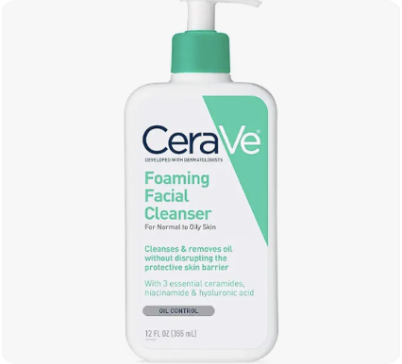 CeraVe
DEVELOPED WITH DERMATOLOGISTS
Foaming
Facial
Cleanser
For Normal to Oily Skin
Cleanses & removes oil
without disrupting the
protective skin barrier
With 3 essential ceramides,
niacinamide & hyaluronic acid
OIL CONTROL
12 FL OZ (355 mL)